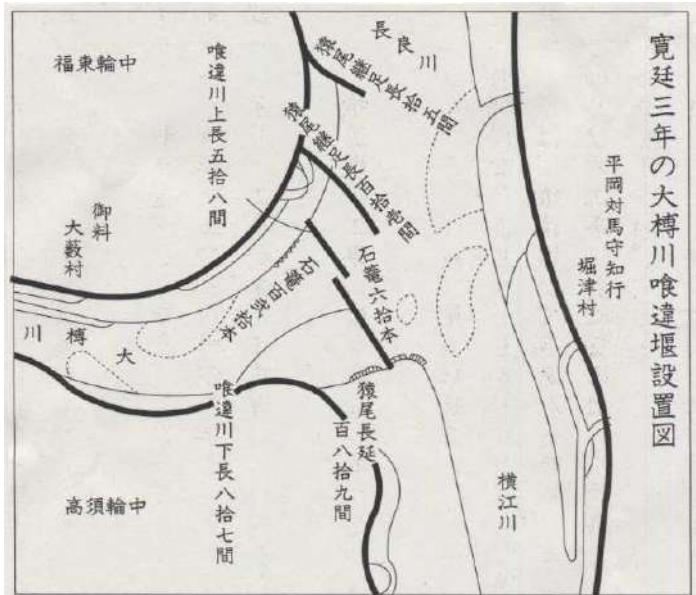 寛延三年の大榑川喰違堰設置図
平岡対馬守知行
堀津村
長良川
猿尾継足長拾五間
猿尾継足長百拾壱間
喰違川上長五拾八間
福東輪中
御料
大藪村
石籠六拾本
石籠百弐拾本
大榑川
横江川
猿尾長延
百八拾九間
喰違川下長八拾七間
高須輪中